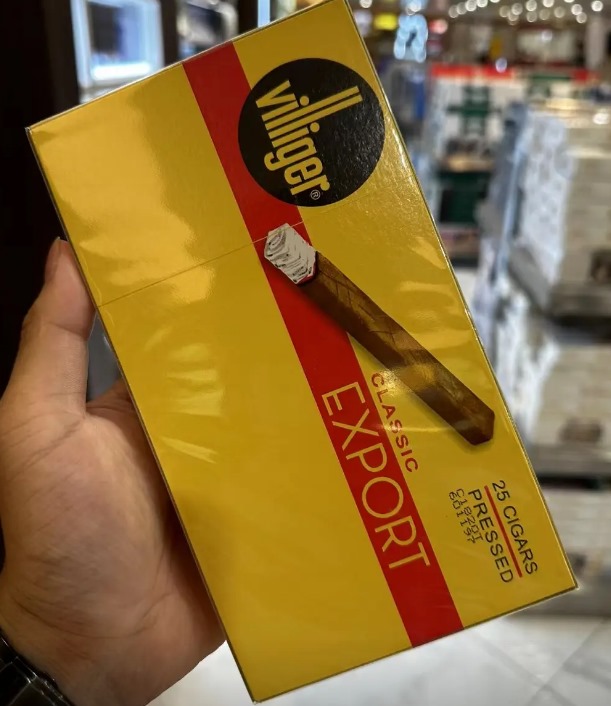 villiger®
CLASSIC
EXPORT
25 CIGARS
PRESSED